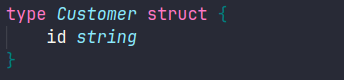 type Customer struct {
    id string
}